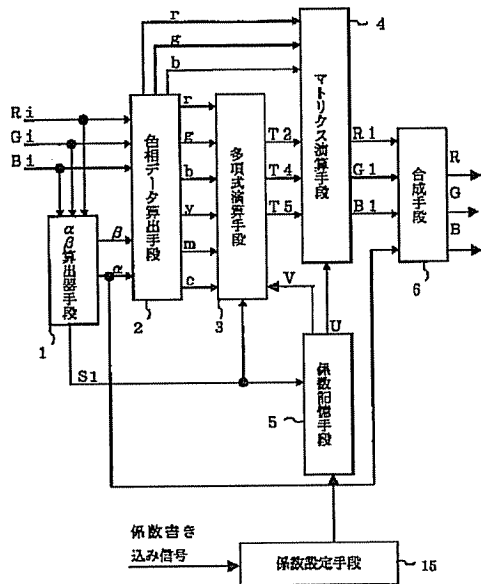 r
g
b
4
Ri
Gi
Bi
r
g
b
y
m
c
T2
T4
T5
R1
G1
B1
R
G
B
β
α
αβ算出器手段
1
色相データ算出手段
2
多項式演算手段
3
マトリクス演算手段
合成手段
6
V
U
S1
係数記憶手段
5
係数書き
込み信号
係数設定手段
15